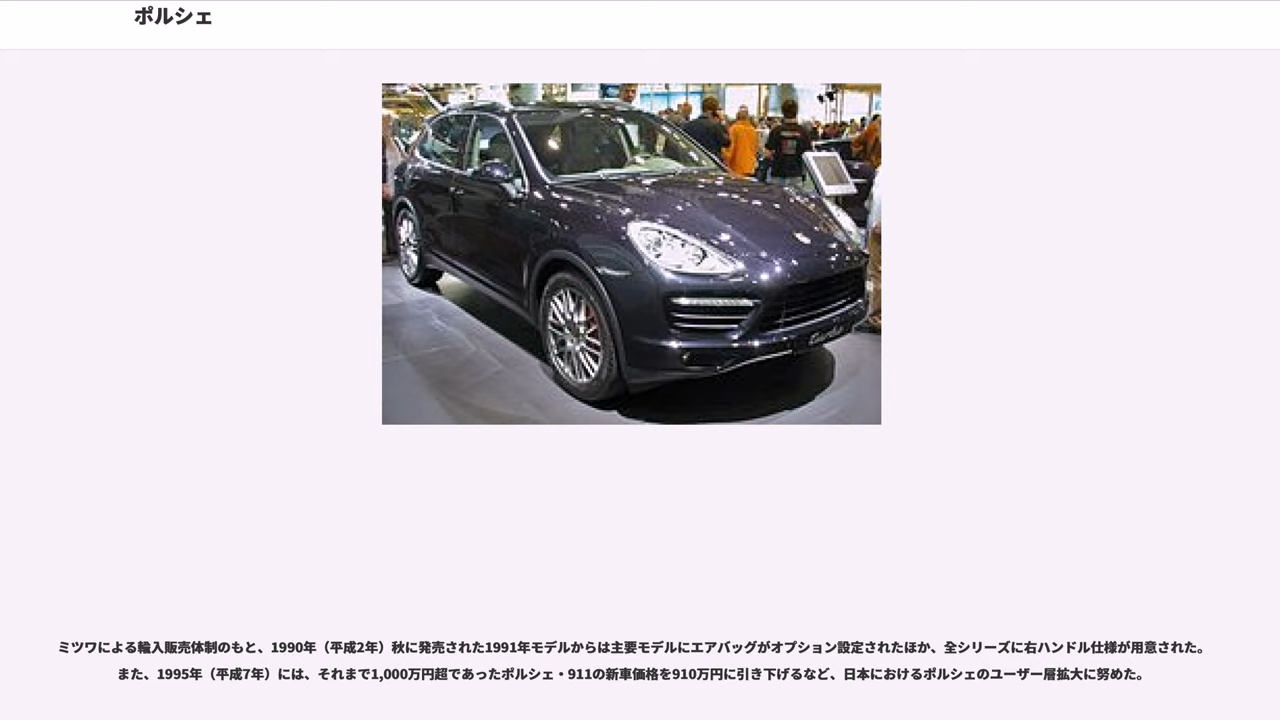 ポルシェ
Turbo
ミツワによる輸入販売体制のもと、1990年（平成2年）秋に発売された1991年モデルからは主要モデルにエアバッグがオプション設定されたほか、全シリーズに右ハンドル仕様が用意された。
また、1995年（平成7年）には、それまで1,000万円超であったポルシェ・911の新車価格を910万円に引き下げるなど、日本におけるポルシェのユーザー層拡大に努めた。